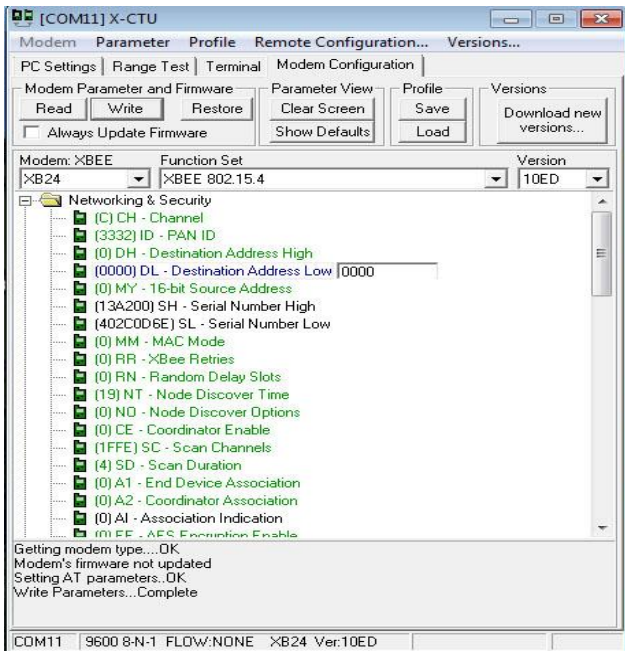 [COM11] X-CTU
Modem Parameter Profile Remote Configuration... Versions...
PC Settings Range Test Terminal Modem Configuration
Modem Parameter and Firmware Parameter View Profile Versions
Read Write Restore Clear Screen Save Download new versions...
Always Update Firmware Show Defaults Load
Modem: XBEE Function Set Version
XB24 XBEE 802.15.4 10ED
Networking & Security
(C) CH - Channel
(3332) ID - PAN ID
(0) DH - Destination Address High
(0000) DL - Destination Address Low 0000
(0) MY - 16-bit Source Address
(13A200) SH - Serial Number High
(402C0D6E) SL - Serial Number Low
(0) MM - MAC Mode
(0) RR - XBee Retries
(0) RN - Random Delay Slots
(19) NT - Node Discover Time
(0) NO - Node Discover Options
(0) CE - Coordinator Enable
(1FFE) SC - Scan Channels
(4) SD - Scan Duration
(0) A1 - End Device Association
(0) A2 - Coordinator Association
(0) AI - Association Indication
(0) EE - AES Encryption Enable
Getting modem type....OK
Modem's firmware not updated
Setting AT parameters..OK
Write Parameters...Complete
COM11 9600 8-N-1 FLOW:NONE XB24 Ver:10ED